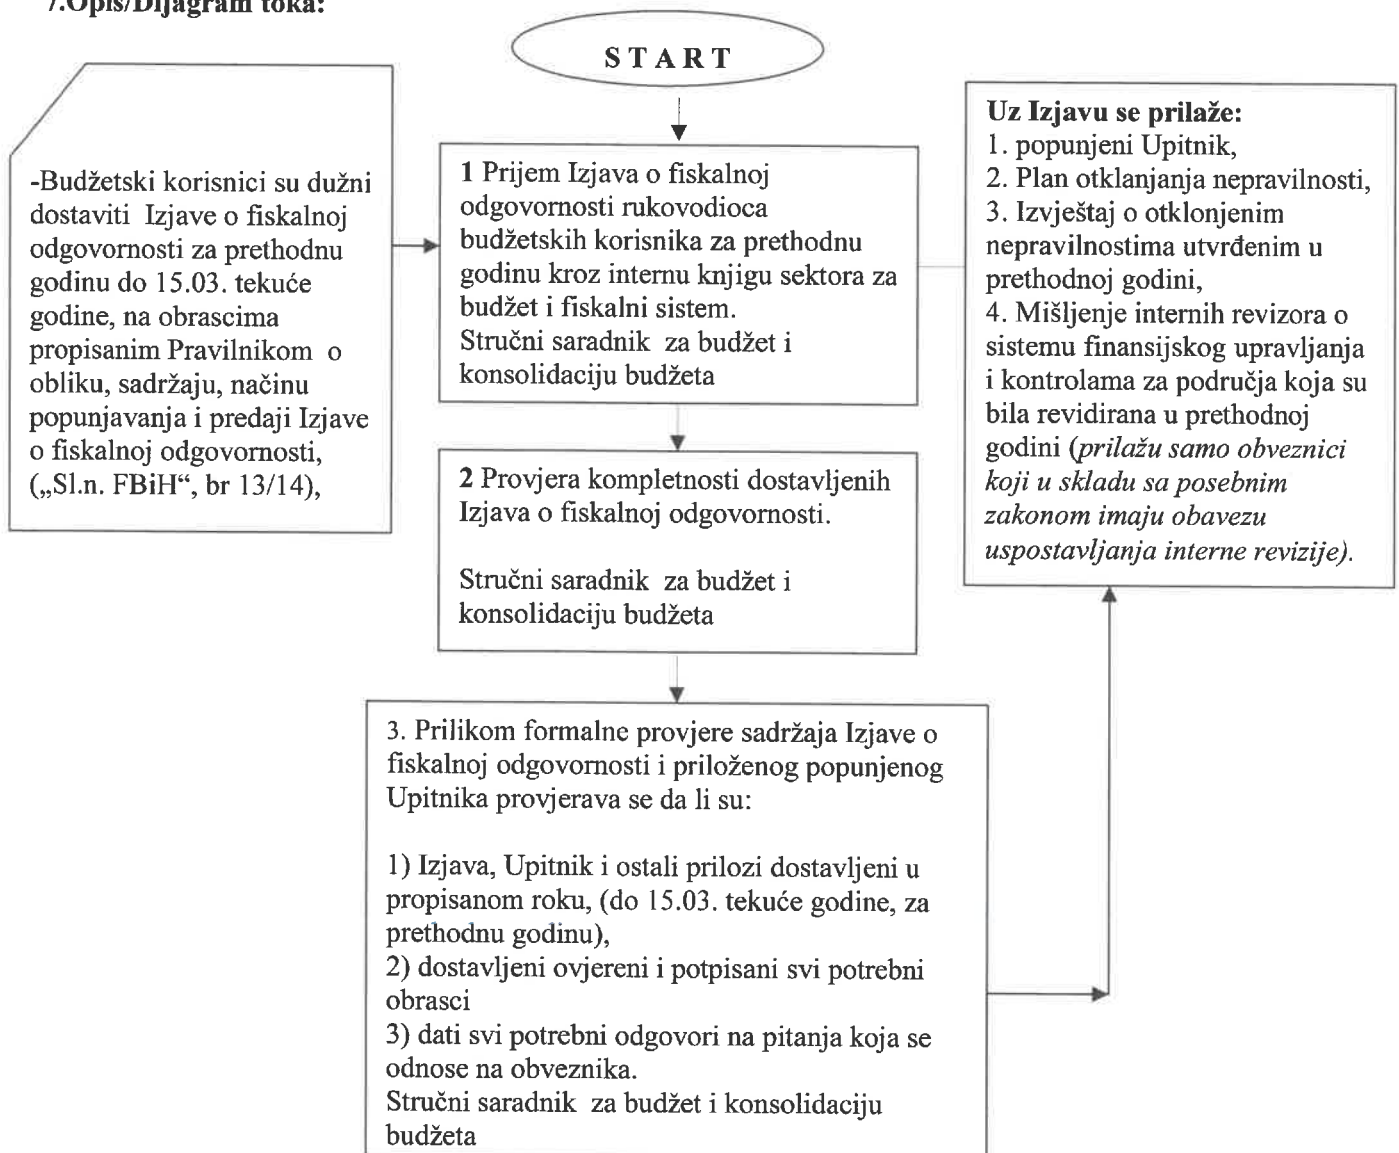 7.Opis/Dijagram toka:
S T A R T
-Budžetski korisnici su dužni
dostaviti Izjave o fiskalnoj
odgovornosti za prethodnu
godinu do 15.03. tekuće
godine, na obrascima
propisanim Pravilnikom o
obliku, sadržaju, načinu
popunjavanja i predaji Izjave
o fiskalnoj odgovornosti,
(„Sl.n. FBiH“, br 13/14),
1 Prijem Izjava o fiskalnoj
odgovornosti rukovodioca
budžetskih korisnika za prethodnu
godinu kroz internu knjigu sektora za
budžet i fiskalni sistem.
Stručni saradnik za budžet i
konsolidaciju budžeta
Uz Izjavu se prilaže:
1. popunjeni Upitnik,
2. Plan otklanjanja nepravilnosti,
3. Izvještaj o otklonjenim
nepravilnostima utvrđenim u
prethodnoj godini,
4. Mišljenje internih revizora o
sistemu finansijskog upravljanja
i kontrolama za područja koja su
bila revidirana u prethodnoj
godini (prilažu samo obveznici
koji u skladu sa posebnim
zakonom imaju obavezu
uspostavljanja interne revizije).
2 Provjera kompletnosti dostavljenih
Izjava o fiskalnoj odgovornosti.
Stručni saradnik za budžet i
konsolidaciju budžeta
3. Prilikom formalne provjere sadržaja Izjave o
fiskalnoj odgovornosti i priloženog popunjenog
Upitnika provjerava se da li su:
1) Izjava, Upitnik i ostali prilozi dostavljeni u
propisanom roku, (do 15.03. tekuće godine, za
prethodnu godinu),
2) dostavljeni ovjereni i potpisani svi potrebni
obrasci
3) dati svi potrebni odgovori na pitanja koja se
odnose na obveznika.
Stručni saradnik za budžet i konsolidaciju
budžeta